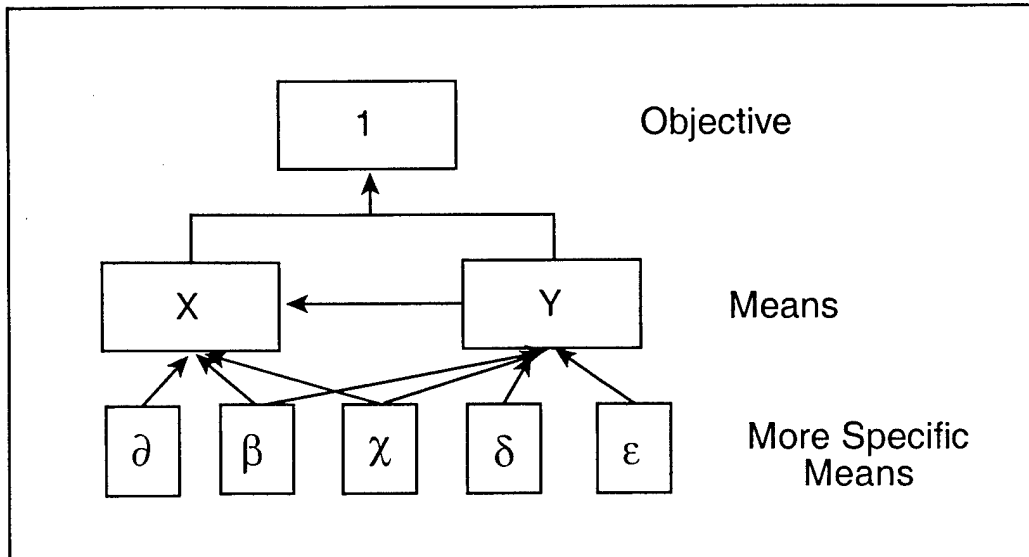 1
Objective
X
Y
Means
∂
β
χ
δ
ε
More Specific
Means